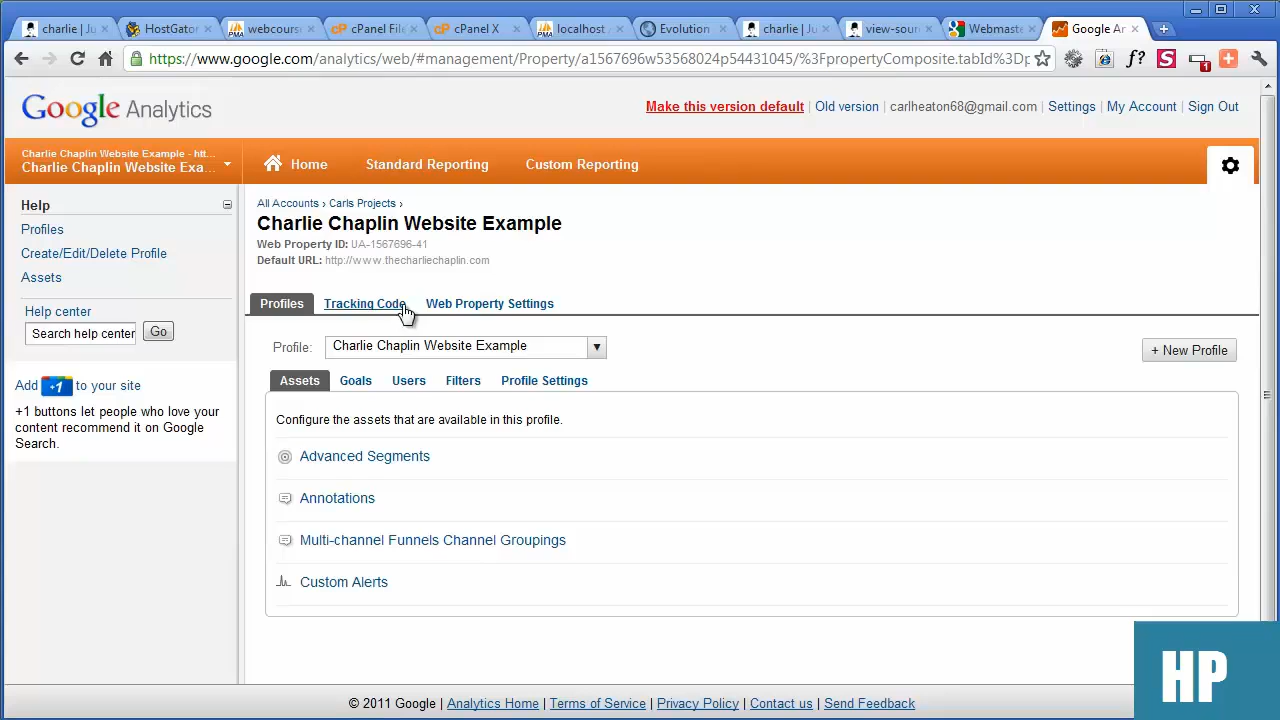 charlie | Ju
HostGator
webcours
cPanel File
cPanel X
localhost
Evolution
charlie | Ju
view-sour
Webmaste
Google An
https://www.google.com/analytics/web/#management/Property/a1567696w53568024p54431045/%3FpropertyComposite.tabId%3Dp
Google Analytics
Make this version default | Old version | carlheaton68@gmail.com | Settings | My Account | Sign Out
Charlie Chaplin Website Example - htt...
Charlie Chaplin Website Exa...
Home
Standard Reporting
Custom Reporting
Help
Profiles
Create/Edit/Delete Profile
Assets
Help center
Search help center
Go
Add +1 to your site
+1 buttons let people who love your
content recommend it on Google
Search.
All Accounts › Carls Projects ›
Charlie Chaplin Website Example
Web Property ID: UA-1567696-41
Default URL: http://www.thecharliechaplin.com
Profiles
Tracking Code
Web Property Settings
Profile: Charlie Chaplin Website Example
+ New Profile
Assets
Goals
Users
Filters
Profile Settings
Configure the assets that are available in this profile.
Advanced Segments
Annotations
Multi-channel Funnels Channel Groupings
Custom Alerts
© 2011 Google | Analytics Home | Terms of Service | Privacy Policy | Contact us | Send Feedback
HP